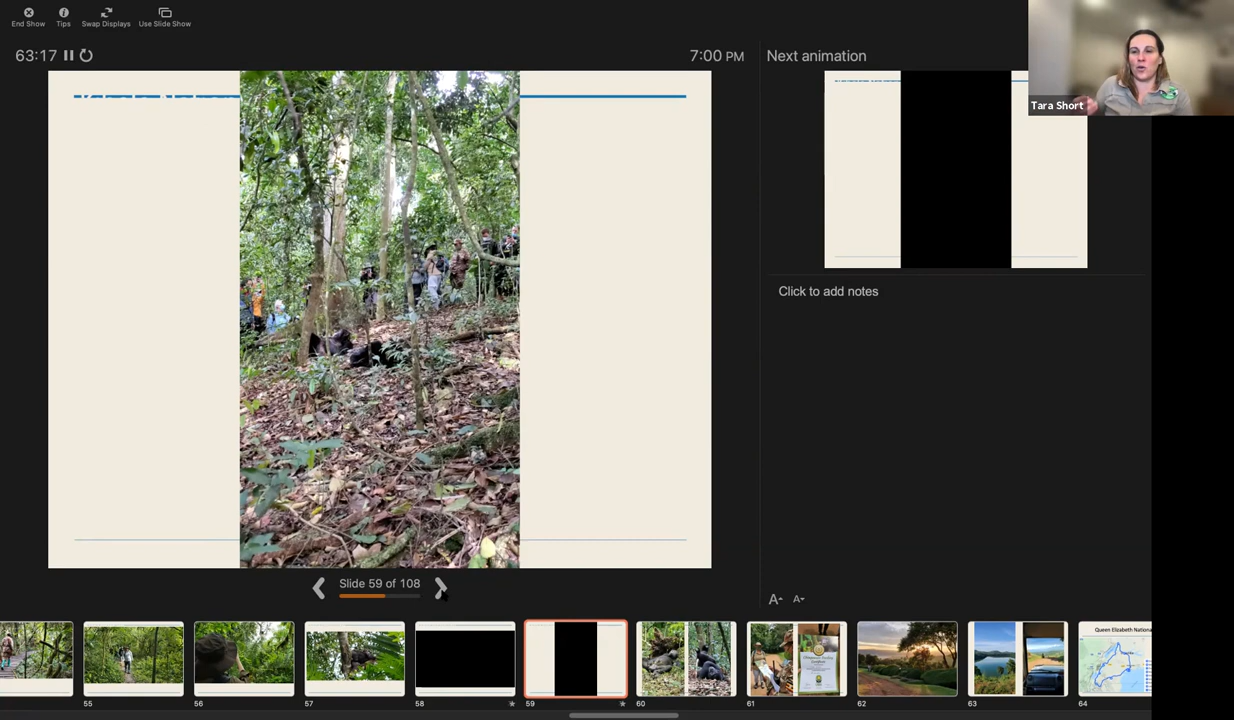 End Show
Tips
Swap Displays
Use Slide Show
63:17
7:00 PM
Next animation
Tara Short
Click to add notes
Slide 59 of 108
A
A
55
56
57
58
59
60
61
62
63
Queen Elizabeth Nationa
64